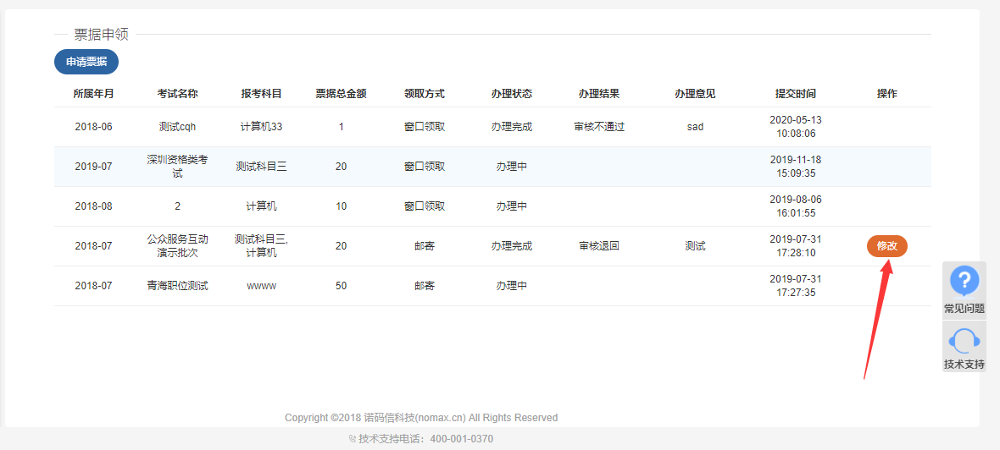 票据申领
申请票据
所属年月 考试名称 报考科目 票据总金额 领取方式 办理状态 办理结果 办理意见 提交时间 操作
2018-06 测试cqh 计算机33 1 窗口领取 办理完成 审核不通过 sad 2020-05-13
10:08:06
2019-07 深圳资格类考 测试科目三 20 窗口领取 办理中 2019-11-18
试 15:09:35
2018-08 2 计算机 10 窗口领取 办理中 2019-08-06
16:01:55
2018-07 公众服务互动 测试科目三, 20 邮寄 办理完成 审核退回 测试 2019-07-31 修改
演示批次 计算机 17:28:10
2018-07 青海职位测试 wwww 50 邮寄 办理中 2019-07-31
17:27:35
?
常见问题
技术支持
Copyright ©2018 诺码信科技(nomax.cn) All Rights Reserved
技术支持电话：400-001-0370